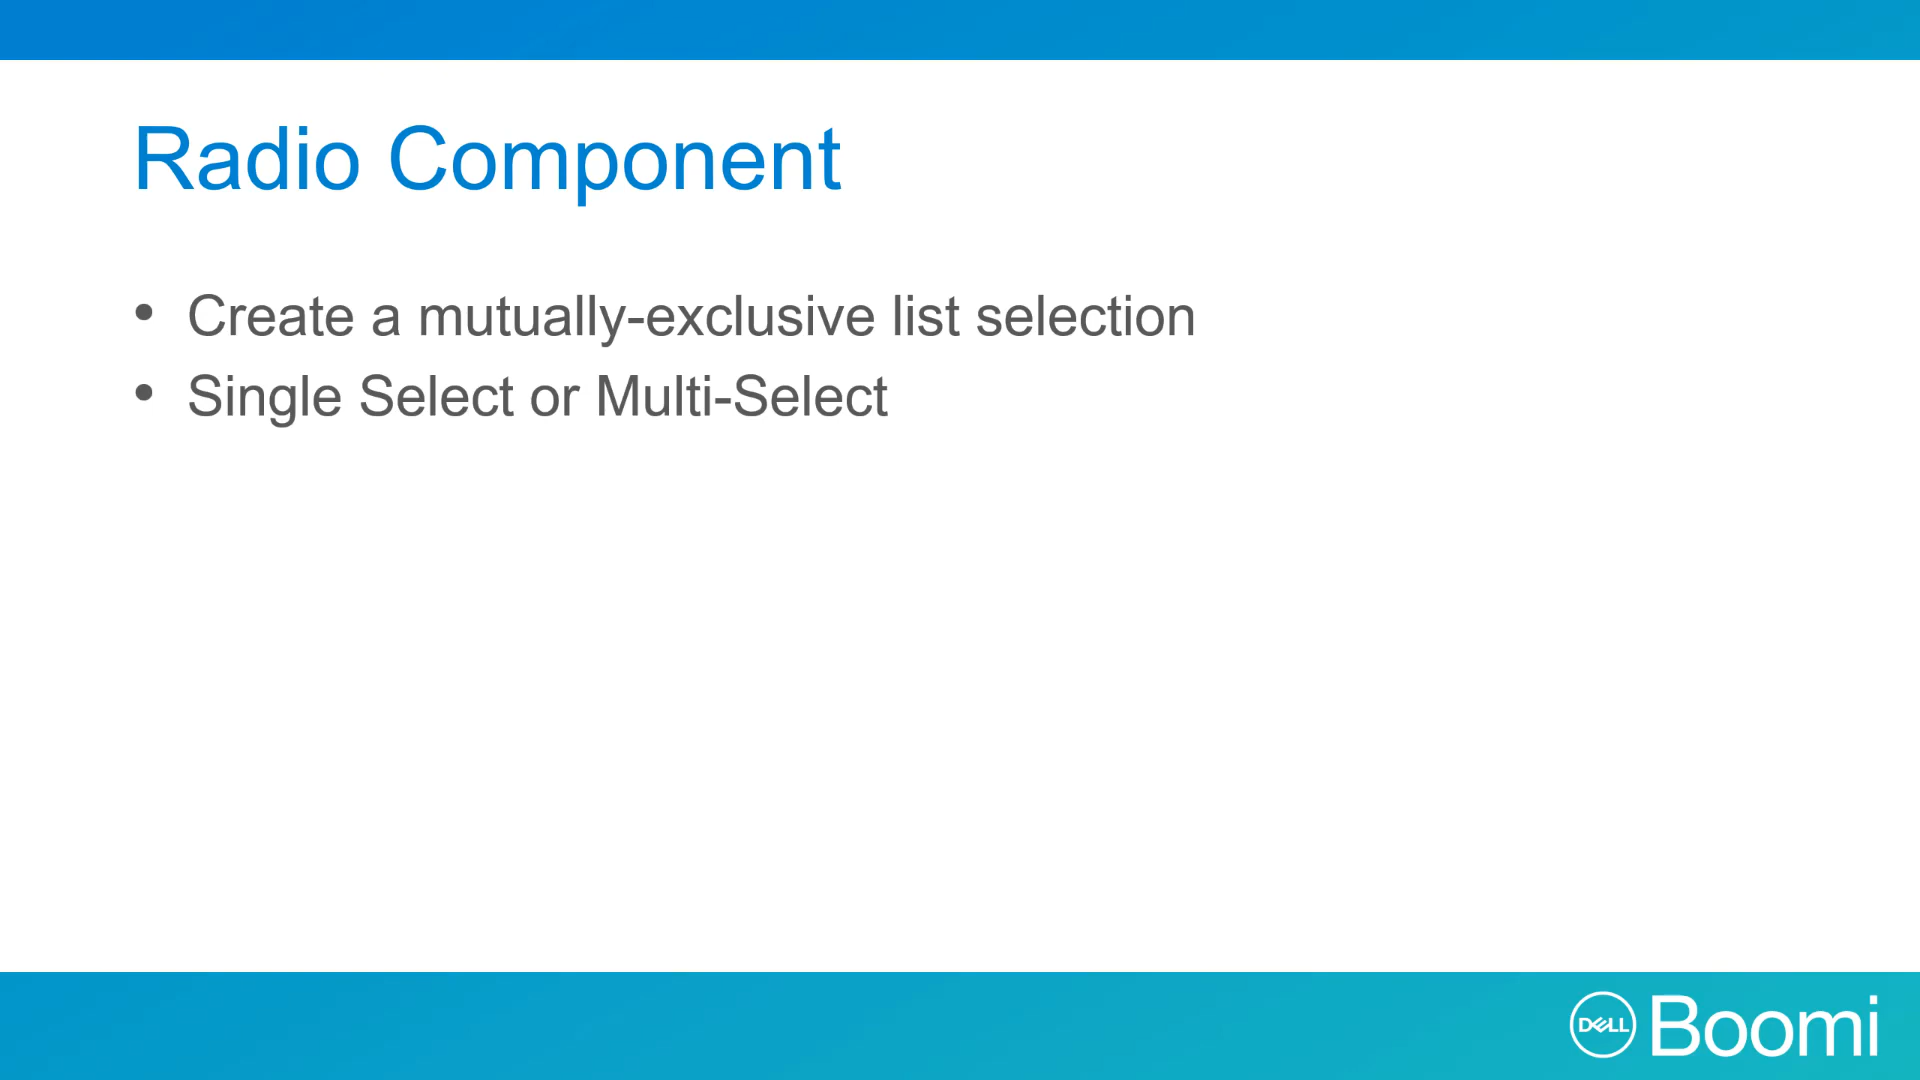 Radio Component
• Create a mutually-exclusive list selection
• Single Select or Multi-Select
DELL Boomi